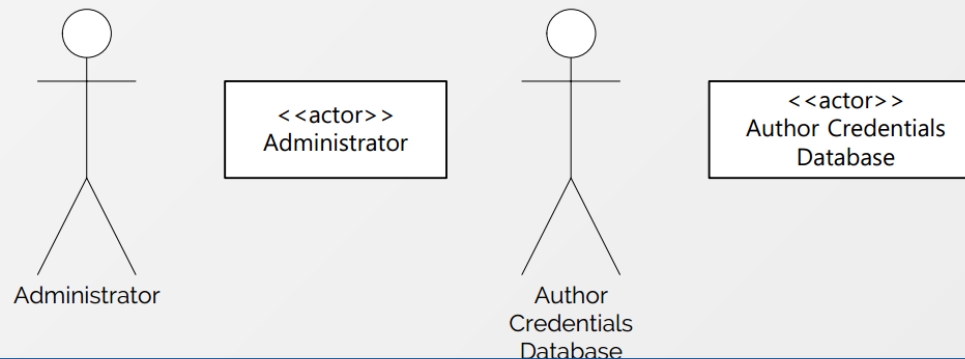 <<actor>>
Administrator
<<actor>>
Author Credentials
Database
Administrator
Author
Credentials
Database